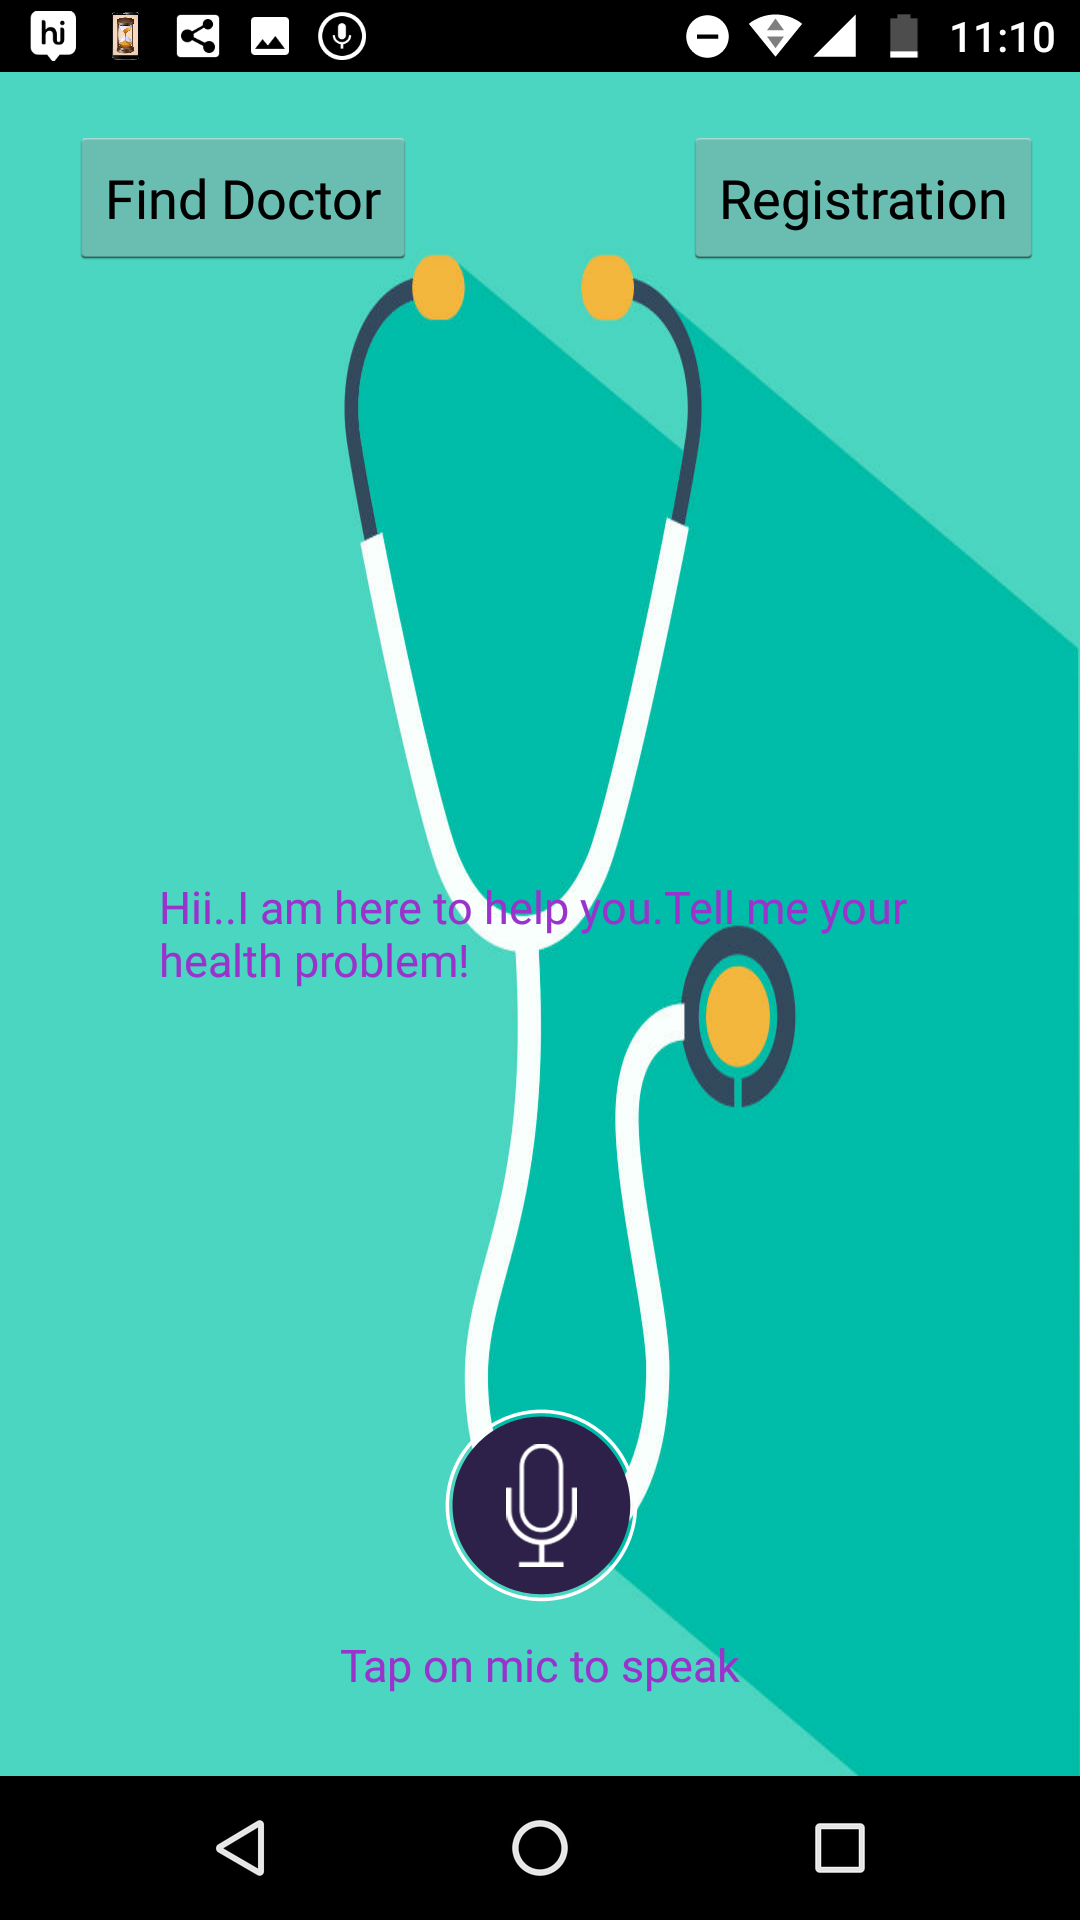 hi 11:10
Find Doctor Registration
Hii..I am here to help you.Tell me your
health problem!
Tap on mic to speak